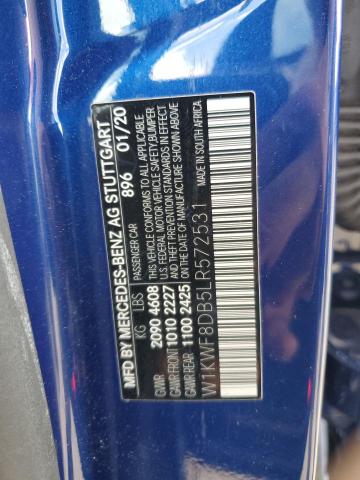 MFD BY MERCEDES-BENZ AG STUTTGART
PASSENGER CAR 896 01/20
KG LBS THIS VEHICLE CONFORMS TO ALL APPLICABLE
GVWR 2090 4608 U.S. FEDERAL MOTOR VEHICLE SAFETY, BUMPER
GAWR FRONT 1010 2227 AND THEFT PREVENTION STANDARDS IN EFFECT
GAWR REAR 1100 2425 ON THE DATE OF MANUFACTURE SHOWN ABOVE
W1KWF8DB5LR572531 MADE IN SOUTH AFRICA